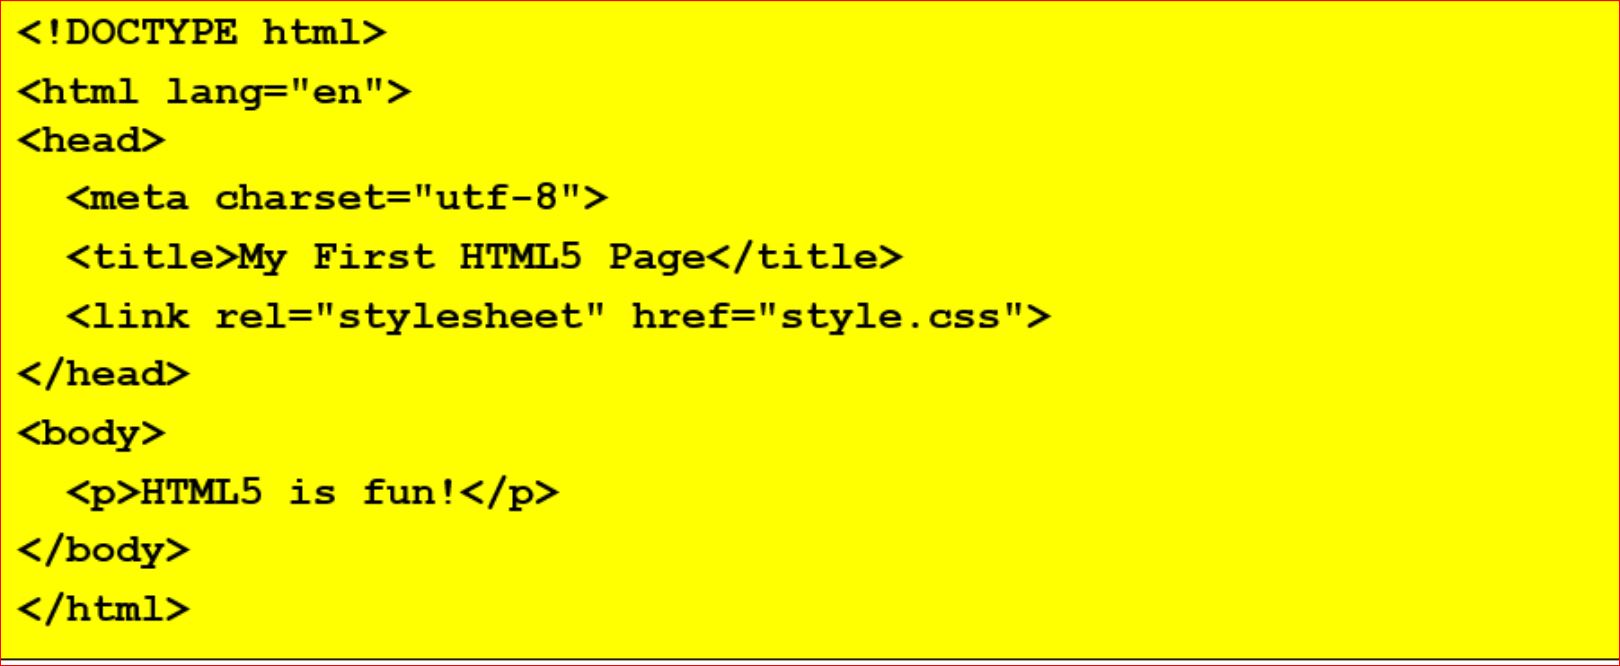 <!DOCTYPE html>
<html lang="en">
<head>
  <meta charset="utf-8">
  <title>My First HTML5 Page</title>
  <link rel="stylesheet" href="style.css">
</head>
<body>
  <p>HTML5 is fun!</p>
</body>
</html>